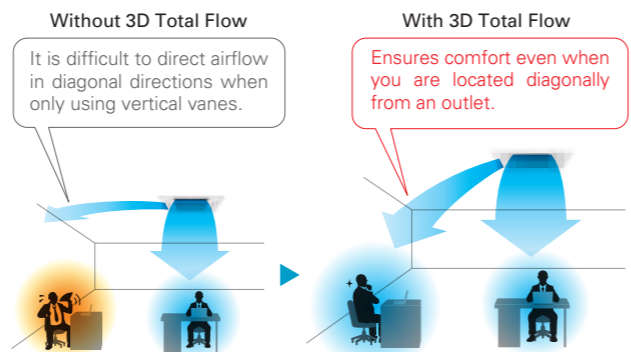 Without 3D Total Flow
It is difficult to direct airflow
in diagonal directions when
only using vertical vanes.
With 3D Total Flow
Ensures comfort even when
you are located diagonally
from an outlet.